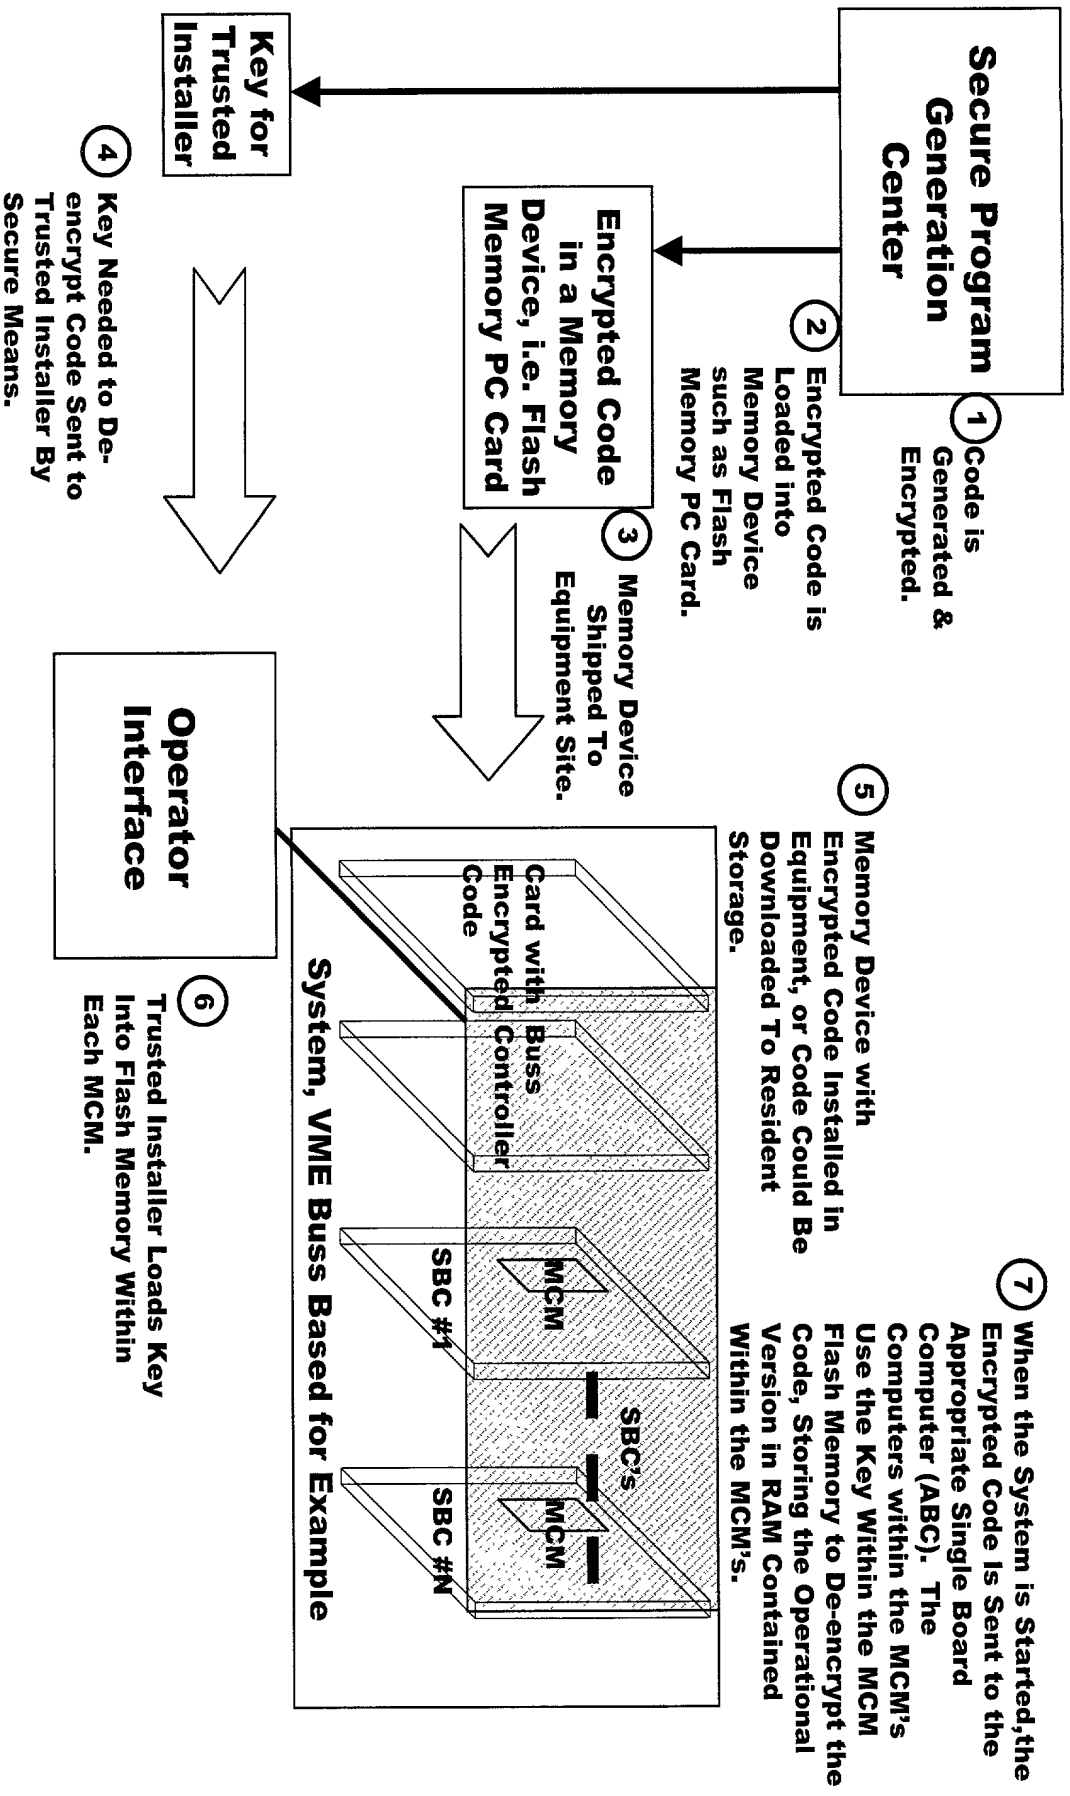 Secure Program
Generation
Center
1
Code is
Generated &
Encrypted.
2
Encrypted Code is
Loaded into
Memory Device
such as Flash
Memory PC Card.
Encrypted Code
in a Memory
Device, i.e. Flash
Memory PC Card
3
Memory Device
Shipped To
Equipment Site.
Key for
Trusted
Installer
4
Key Needed to De-
encrypt Code Sent to
Trusted Installer By
Secure Means.
5
Memory Device with
Encrypted Code Installed in
Equipment, or Code Could Be
Downloaded To Resident
Storage.
Operator
Interface
6
Trusted Installer Loads Key
Into Flash Memory Within
Each MCM.
7
When the System is Started,the
Encrypted Code Is Sent to the
Appropriate Single Board
Computer (ABC). The
Computers within the MCM's
Use the Key Within the MCM
Flash Memory to De-encrypt the
Code, Storing the Operational
Version in RAM Contained
Within the MCM's.
Card with
Encrypted
Code
Buss
Controller
MCM
SBC #1
SBC's
MCM
SBC #N
System, VME Buss Based for Example